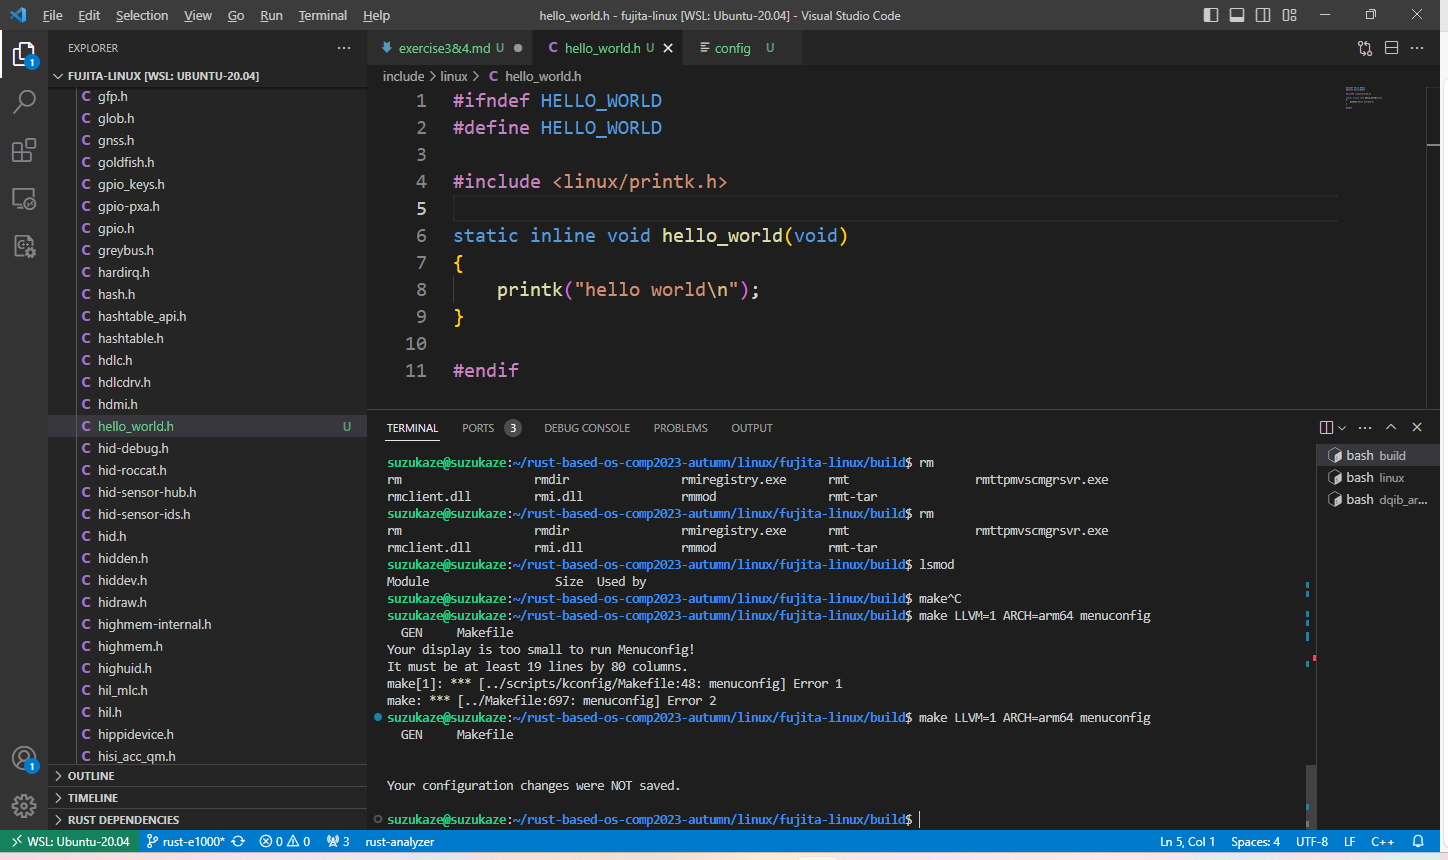 File Edit Selection View Go Run Terminal Help
hello_world.h - fujita-linux [WSL: Ubuntu-20.04] - Visual Studio Code
EXPLORER
FUJITA-LINUX [WSL: UBUNTU-20.04]
gfp.h
glob.h
gnss.h
goldfish.h
gpio_keys.h
gpio-pxa.h
gpio.h
greybus.h
hardirq.h
hash.h
hashtable_api.h
hashtable.h
hdlc.h
hdlcdrv.h
hdmi.h
hello_world.h U
hid-debug.h
hid-roccat.h
hid-sensor-hub.h
hid-sensor-ids.h
hid.h
hidden.h
hiddev.h
hidraw.h
highmem-internal.h
highmem.h
highuid.h
hil_mlc.h
hil.h
hippidevice.h
hisi_acc_qm.h
OUTLINE
TIMELINE
RUST DEPENDENCIES
exercise3&4.md U
C hello_world.h U
config U
include > linux > C hello_world.h
1 #ifndef HELLO_WORLD
2 #define HELLO_WORLD
3
4 #include <linux/printk.h>
5
6 static inline void hello_world(void)
7 {
8 printk("hello world\n");
9 }
10
11 #endif
TERMINAL PORTS 3 DEBUG CONSOLE PROBLEMS OUTPUT
suzukaze@suzukaze:~/rust-based-os-comp2023-autumn/linux/fujita-linux/build$ rm
rm rmdir rmiregistry.exe rmt rmttpmvscmgrsvr.exe
rmclient.dll rmi.dll rmmod rmt-tar
suzukaze@suzukaze:~/rust-based-os-comp2023-autumn/linux/fujita-linux/build$ rm
rm rmdir rmiregistry.exe rmt rmttpmvscmgrsvr.exe
rmclient.dll rmi.dll rmmod rmt-tar
suzukaze@suzukaze:~/rust-based-os-comp2023-autumn/linux/fujita-linux/build$ lsmod
Module Size Used by
suzukaze@suzukaze:~/rust-based-os-comp2023-autumn/linux/fujita-linux/build$ make^C
suzukaze@suzukaze:~/rust-based-os-comp2023-autumn/linux/fujita-linux/build$ make LLVM=1 ARCH=arm64 menuconfig
GEN Makefile
Your display is too small to run Menuconfig!
It must be at least 19 lines by 80 columns.
make[1]: *** [../scripts/kconfig/Makefile:48: menuconfig] Error 1
make: *** [../Makefile:697: menuconfig] Error 2
suzukaze@suzukaze:~/rust-based-os-comp2023-autumn/linux/fujita-linux/build$ make LLVM=1 ARCH=arm64 menuconfig
GEN Makefile
Your configuration changes were NOT saved.
suzukaze@suzukaze:~/rust-based-os-comp2023-autumn/linux/fujita-linux/build$
bash build
bash linux
bash dqib_ar...
WSL: Ubuntu-20.04 rust-e1000* 0 0 3 rust-analyzer Ln 5, Col 1 Spaces: 4 UTF-8 LF C++